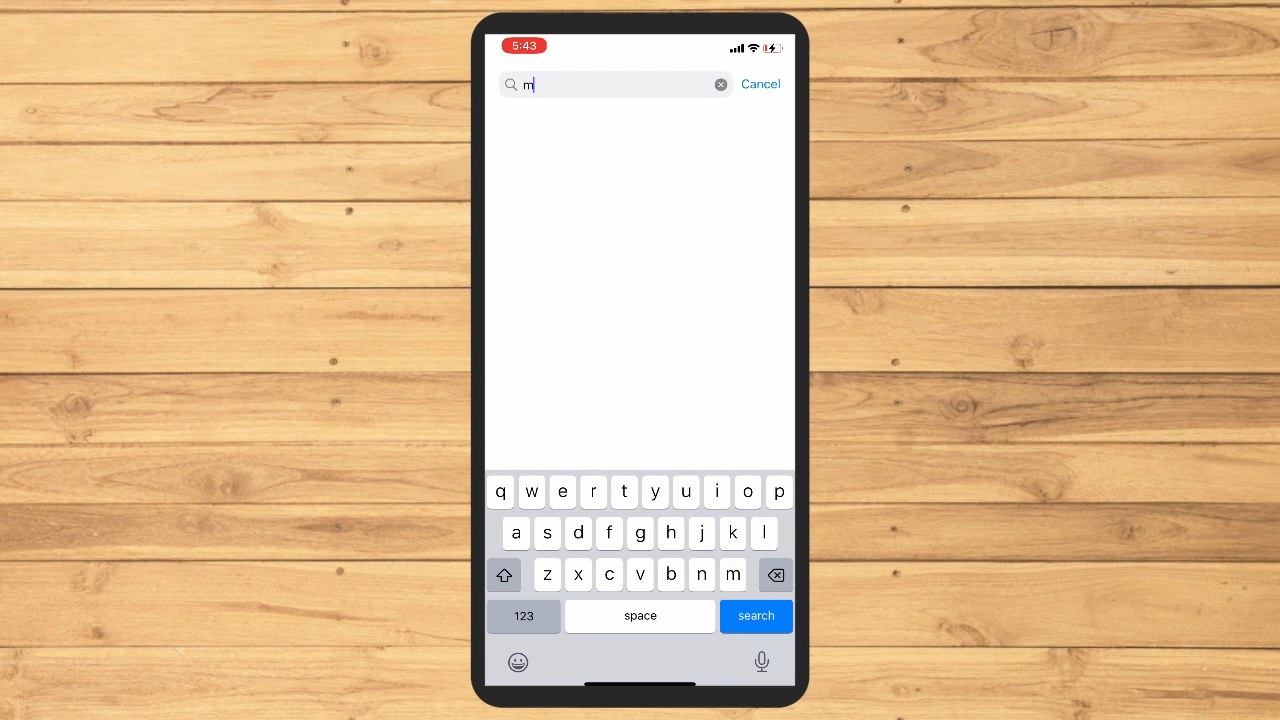 5:43
m Cancel
q w e r t y u i o p
a s d f g h j k l
z x c v b n m
123 space search